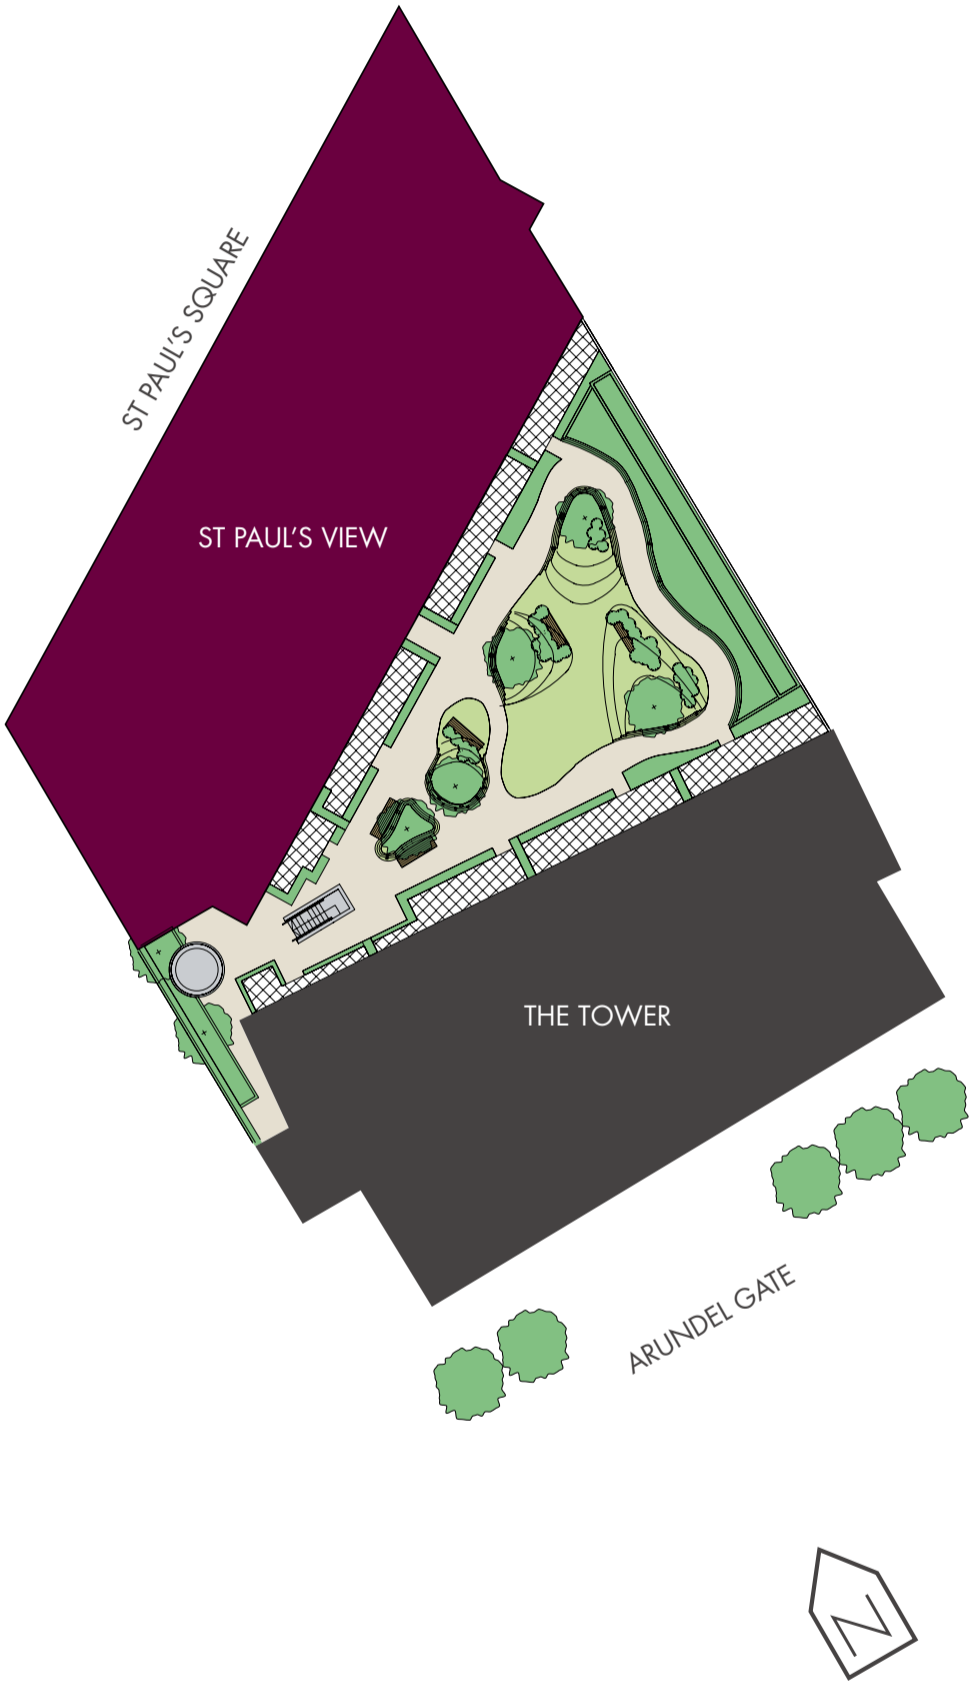 ST PAUL'S SQUARE
ST PAUL'S VIEW
THE TOWER
ARUNDEL GATE
N